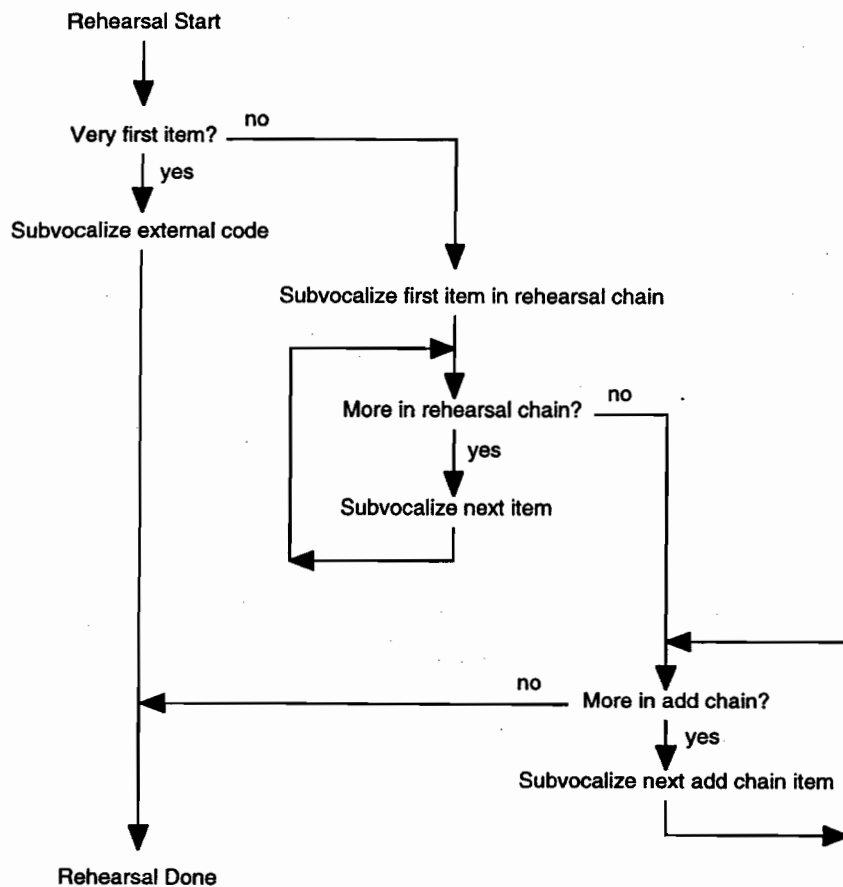 Rehearsal Start
Very first item?
no
yes
Subvocalize external code
Subvocalize first item in rehearsal chain
More in rehearsal chain?
no
yes
Subvocalize next item
no
More in add chain?
yes
Subvocalize next add chain item
Rehearsal Done